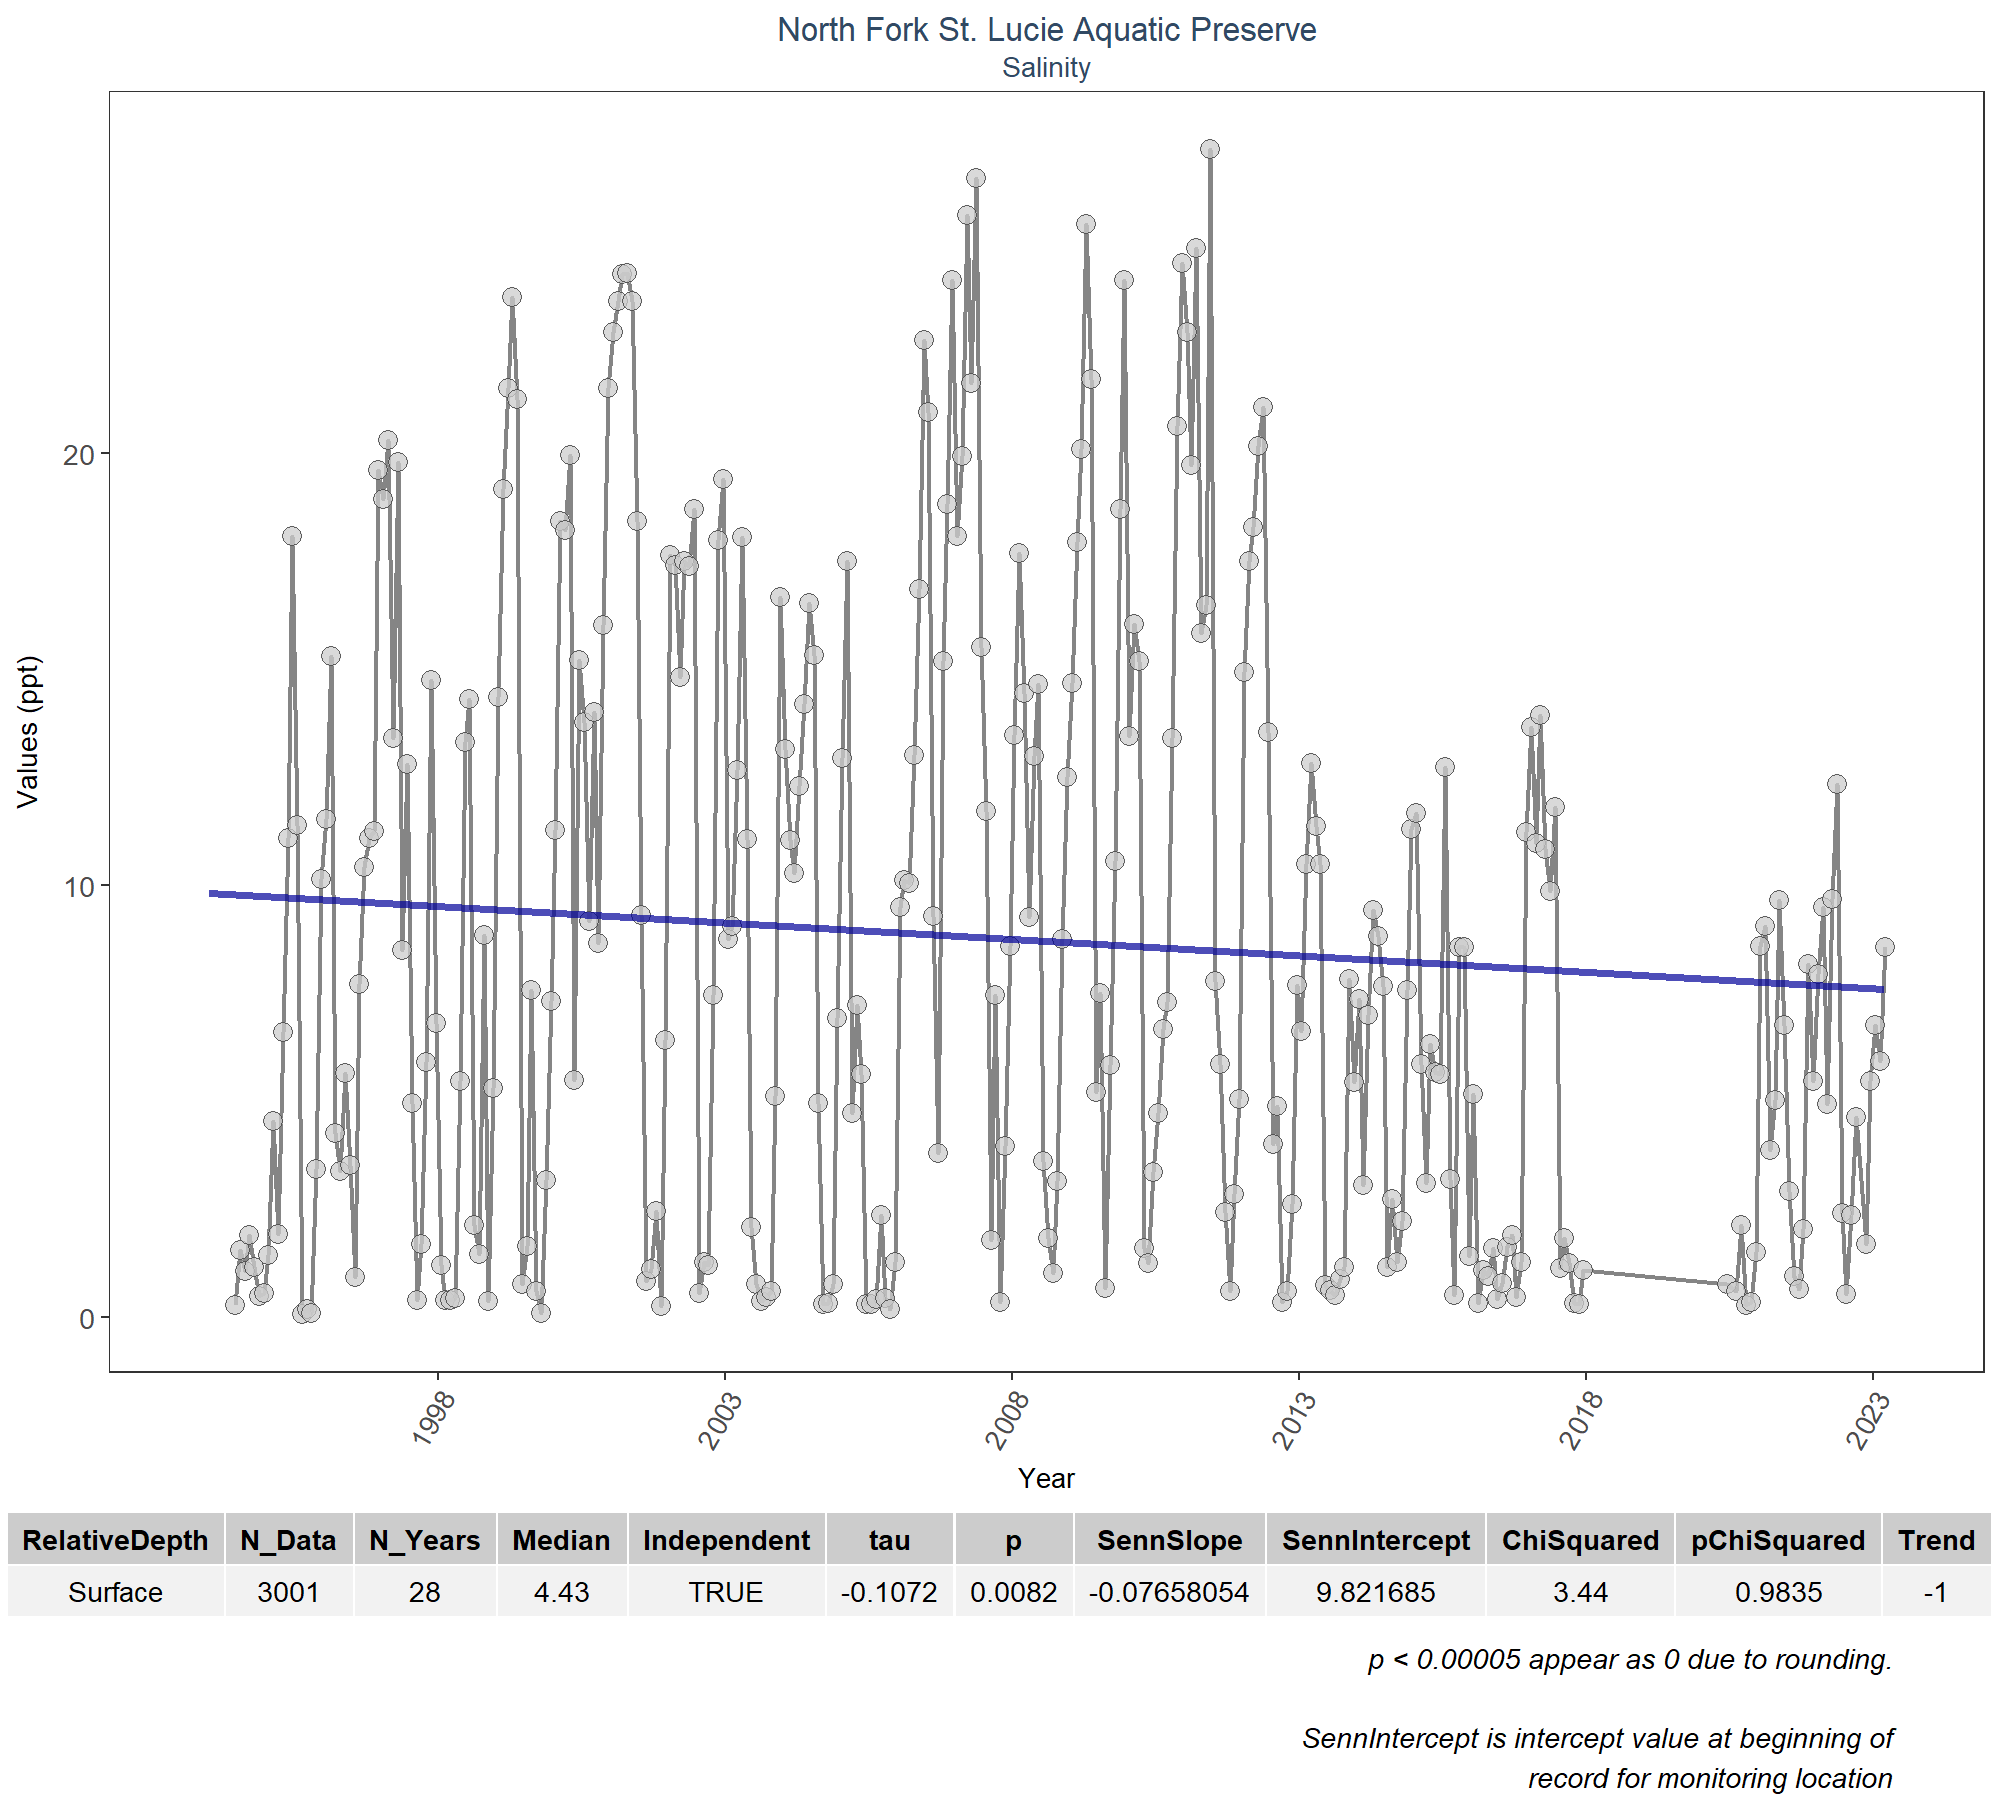 North Fork St. Lucie Aquatic Preserve
Salinity
Values (ppt)
20
10
0
1998 2003 2008 2013 2018 2023
Year
RelativeDepth N_Data N_Years Median Independent tau p SennSlope SennIntercept ChiSquared pChiSquared Trend
Surface 3001 28 4.43 TRUE -0.1072 0.0082 -0.07658054 9.821685 3.44 0.9835 -1
p < 0.00005 appear as 0 due to rounding.
SennIntercept is intercept value at beginning of
record for monitoring location